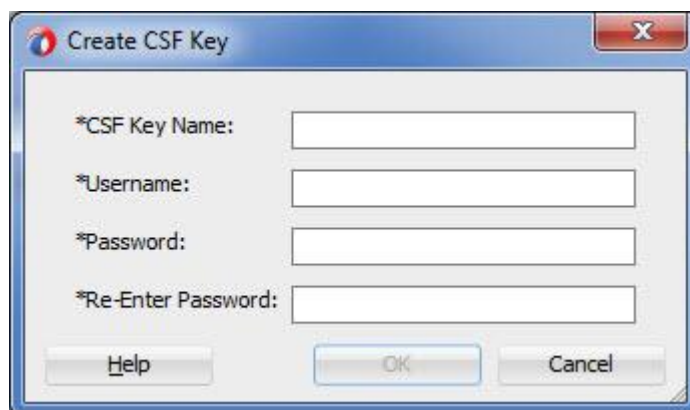 Create CSF Key
*CSF Key Name:
*Username:
*Password:
*Re-Enter Password:
Help OK Cancel